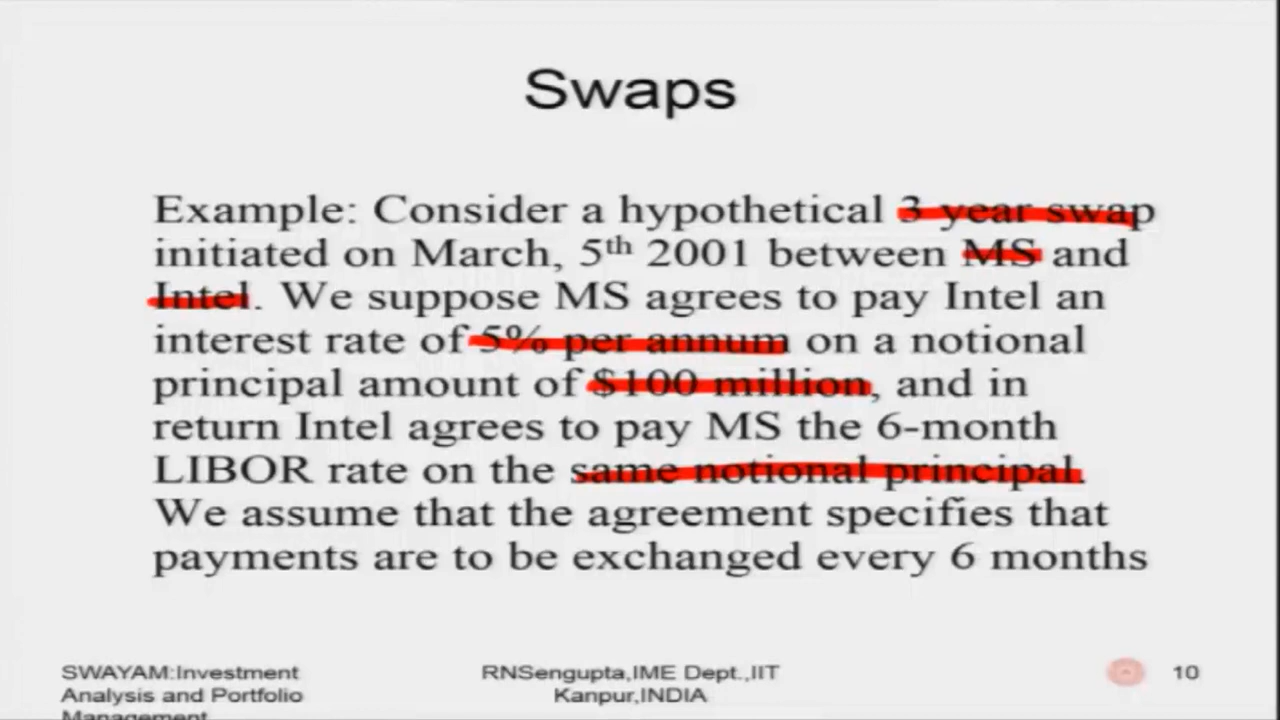 Swaps
Example: Consider a hypothetical 3 year swap
initiated on March, 5th 2001 between MS and
Intel. We suppose MS agrees to pay Intel an
interest rate of 5% per annum on a notional
principal amount of $100 million, and in
return Intel agrees to pay MS the 6-month
LIBOR rate on the same notional principal.
We assume that the agreement specifies that
payments are to be exchanged every 6 months
SWAYAM:Investment
Analysis and Portfolio
Management
RNSengupta,IME Dept.,IIT
Kanpur,INDIA
10